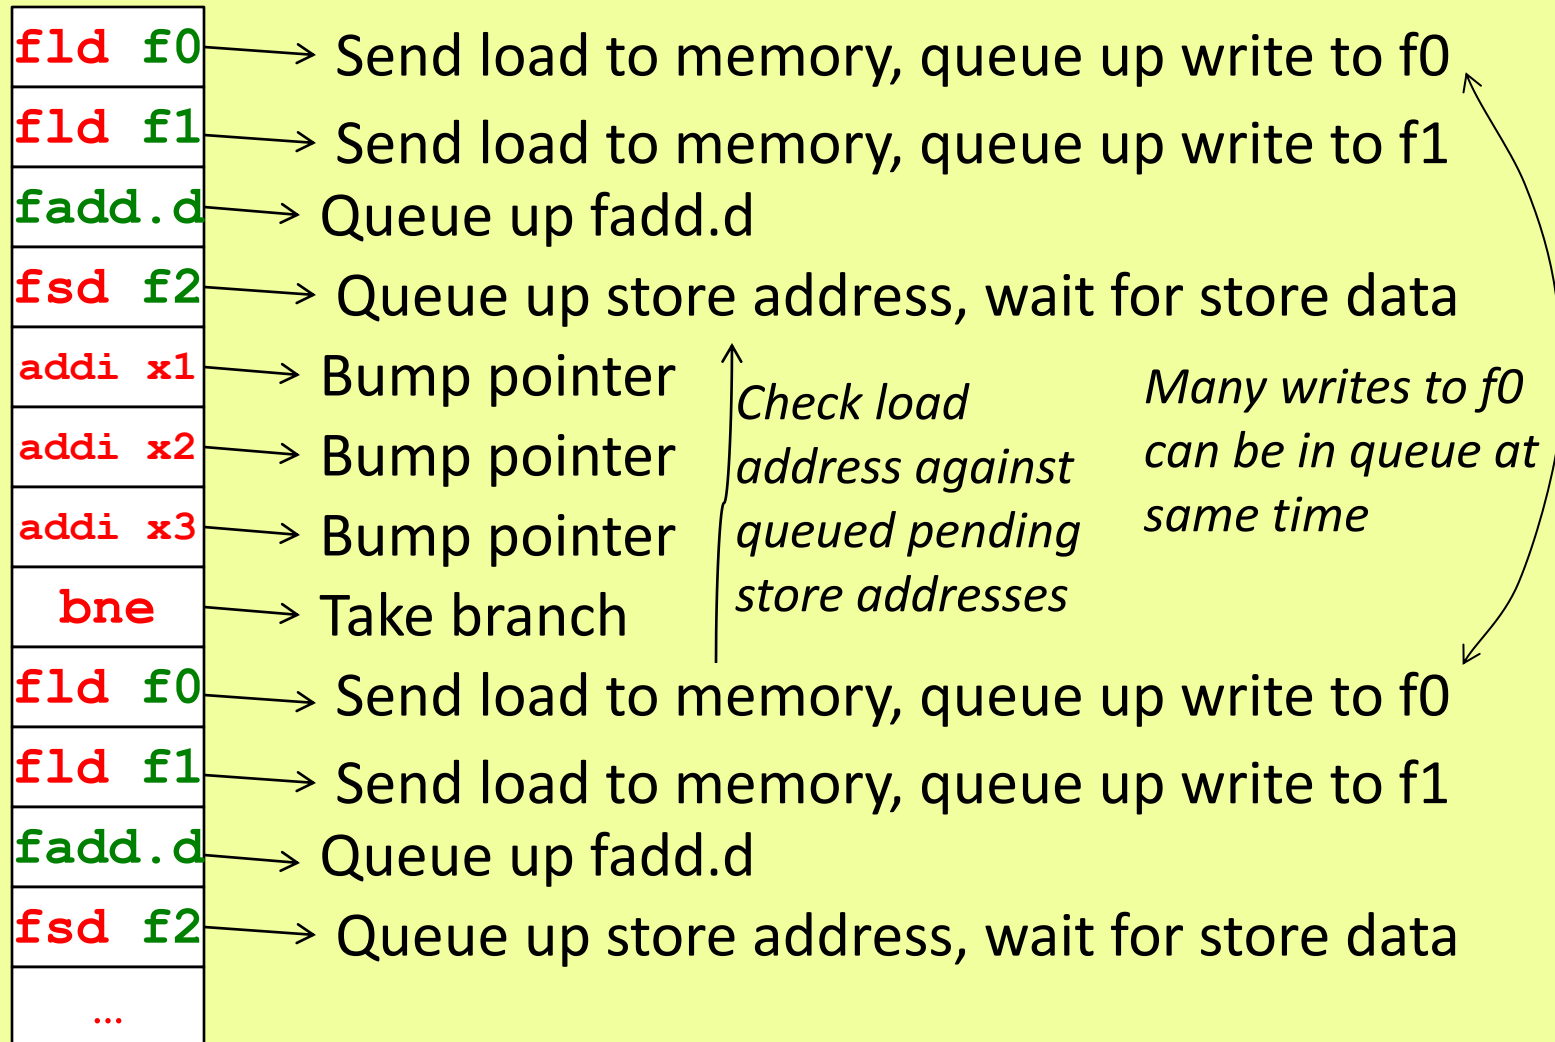 fld f0 Send load to memory, queue up write to f0
fld f1 Send load to memory, queue up write to f1
fadd.d Queue up fadd.d
fsd f2 Queue up store address, wait for store data
addi x1 Bump pointer
addi x2 Bump pointer
addi x3 Bump pointer
bne Take branch
Check load
address against
queued pending
store addresses
Many writes to f0
can be in queue at
same time
fld f0 Send load to memory, queue up write to f0
fld f1 Send load to memory, queue up write to f1
fadd.d Queue up fadd.d
fsd f2 Queue up store address, wait for store data
…